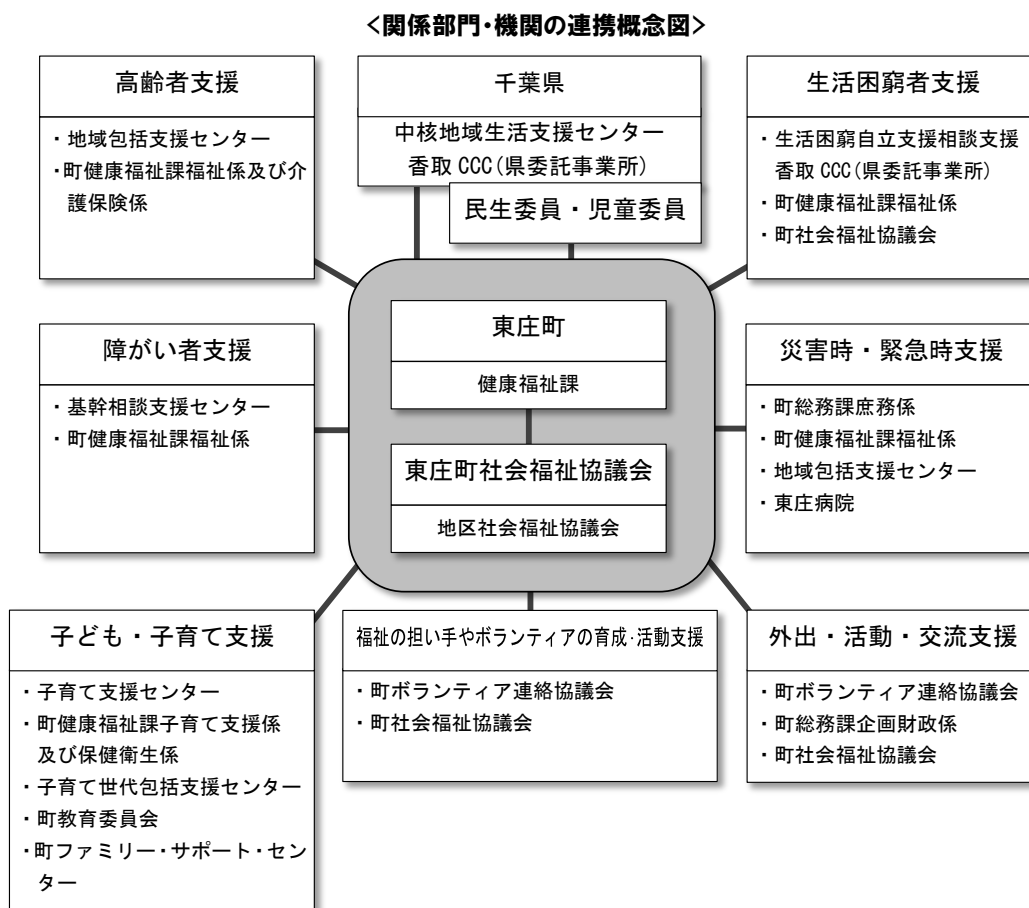 <関係部門・機関の連携概念図>
高齢者支援
・地域包括支援センター
・町健康福祉課福祉係及び介
護保険係
千葉県
中核地域生活支援センター
香取 CCC(県委託事業所)
民生委員・児童委員
生活困窮者支援
・生活困窮自立支援相談支援
香取 CCC(県委託事業所)
・町健康福祉課福祉係
・町社会福祉協議会
障がい者支援
・基幹相談支援センター
・町健康福祉課福祉係
東庄町
健康福祉課
東庄町社会福祉協議会
地区社会福祉協議会
災害時・緊急時支援
・町総務課庶務係
・町健康福祉課福祉係
・地域包括支援センター
・東庄病院
子ども・子育て支援
・子育て支援センター
・町健康福祉課子育て支援係
及び保健衛生係
・子育て世代包括支援センター
・町教育委員会
・町ファミリー・サポート・セン
ター
福祉の担い手やボランティアの育成・活動支援
・町ボランティア連絡協議会
・町社会福祉協議会
外出・活動・交流支援
・町ボランティア連絡協議会
・町総務課企画財政係
・町社会福祉協議会